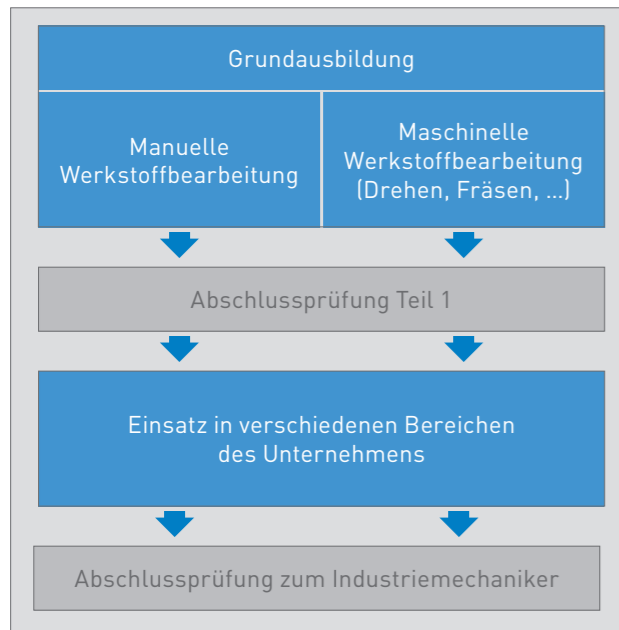 Grundausbildung
Manuelle
Werkstoffbearbeitung
Maschinelle
Werkstoffbearbeitung
(Drehen, Fräsen, ...)
Abschlussprüfung Teil 1
Einsatz in verschiedenen Bereichen
des Unternehmens
Abschlussprüfung zum Industriemechaniker